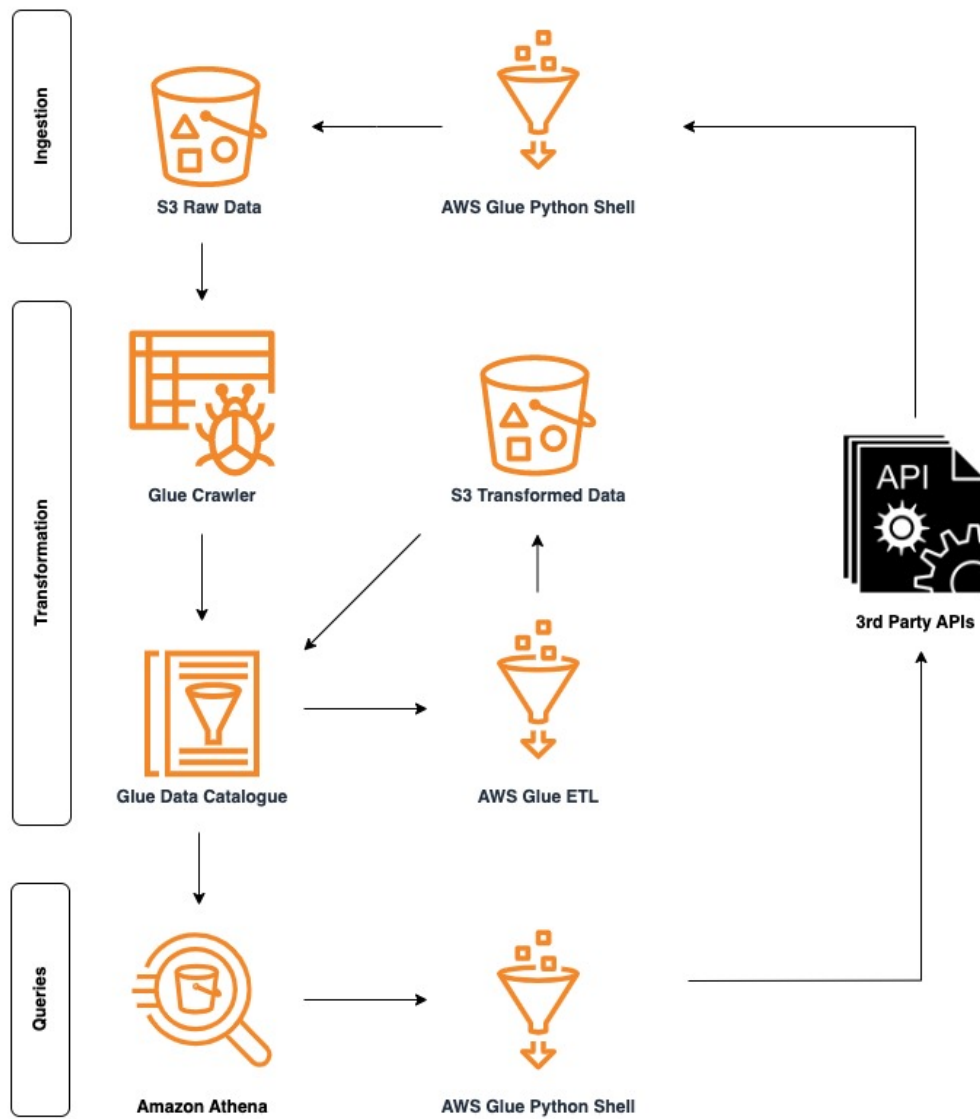 Ingestion
S3 Raw Data
AWS Glue Python Shell
Transformation
Glue Crawler
S3 Transformed Data
API
3rd Party APIs
Glue Data Catalogue
AWS Glue ETL
Queries
Amazon Athena
AWS Glue Python Shell